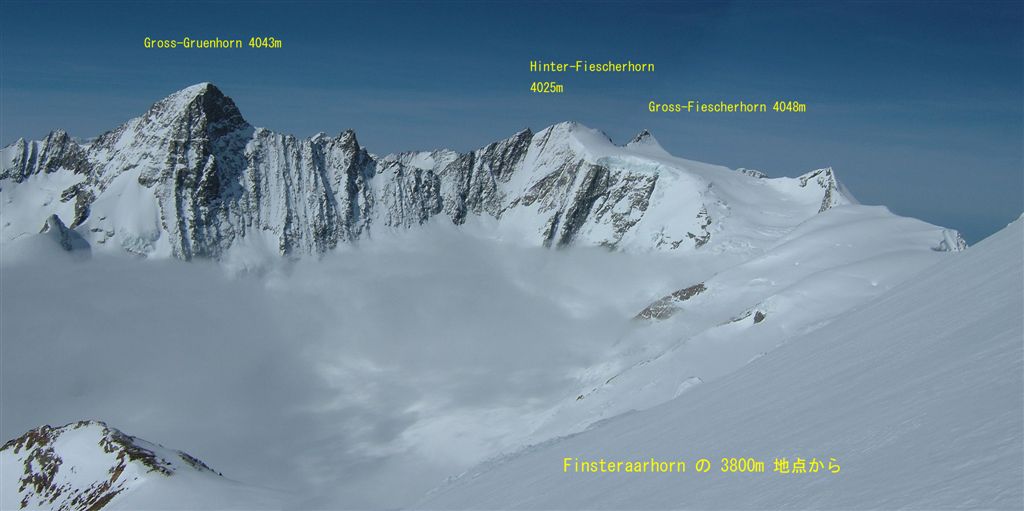 Gross-Gruenhorn 4043m
Hinter-Fiescherhorn
4025m
Gross-Fiescherhorn 4048m
Finsteraarhorn の 3800m 地点から